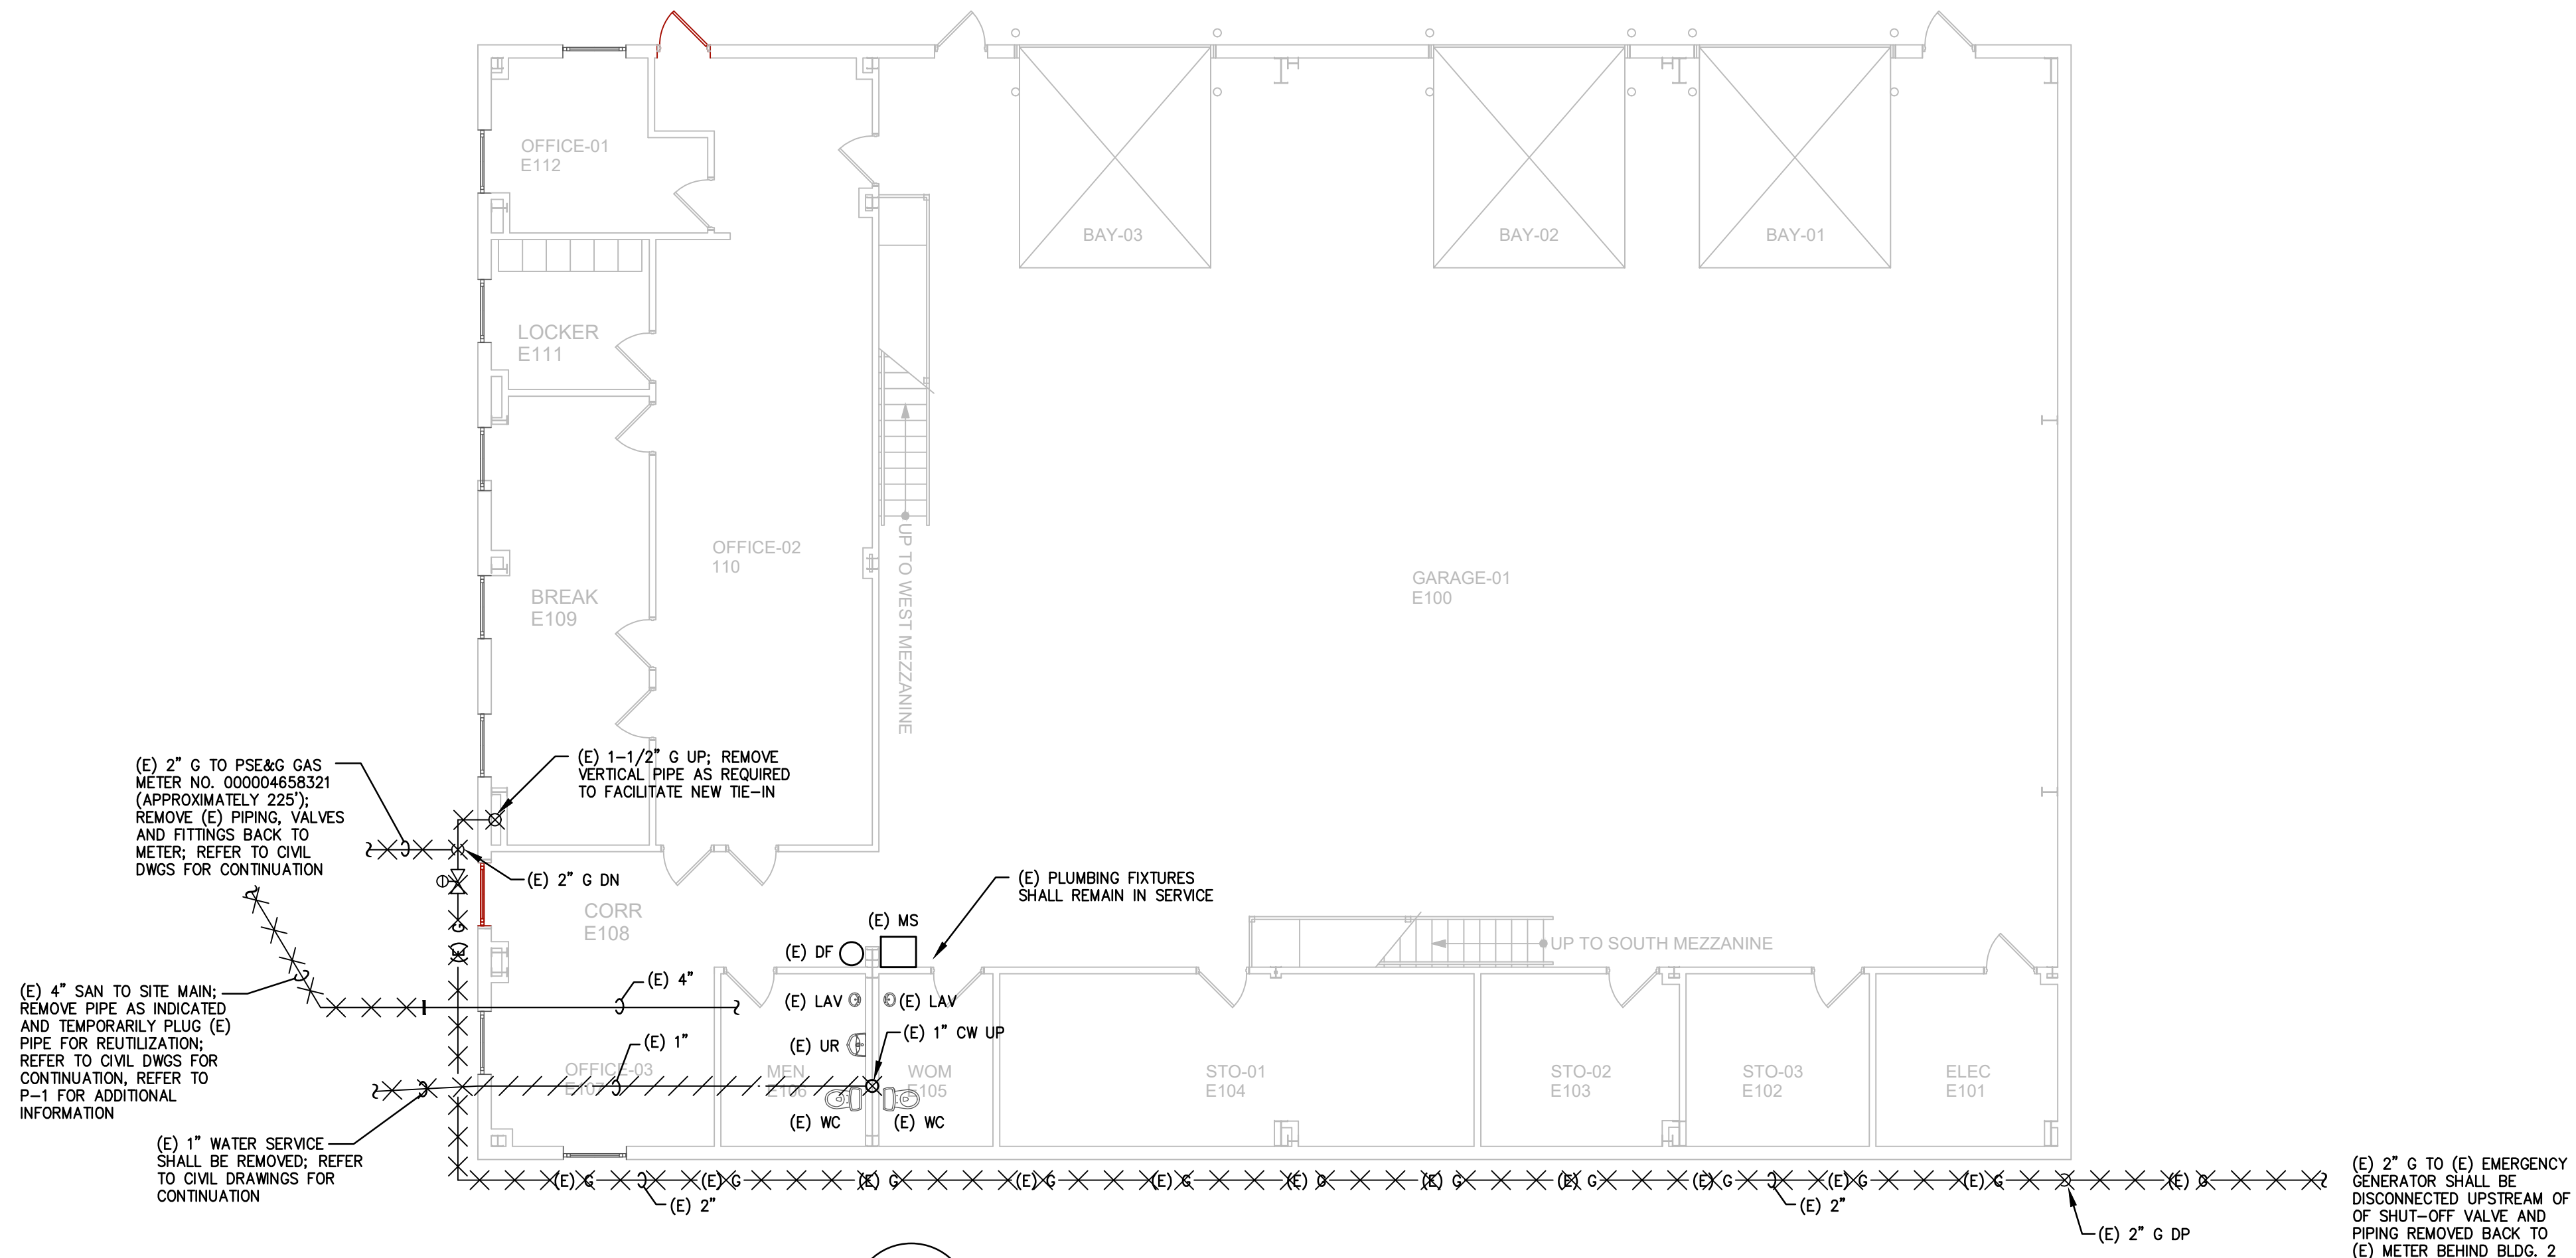 OFFICE-01
E112
BAY-03
BAY-02
BAY-01
LOCKER
E111
OFFICE-02
110
UP TO WEST MEZZANINE
GARAGE-01
E100
BREAK
E109
(E) 2" G TO PSE&G GAS
METER NO. 000004658321
(APPROXIMATELY 225');
REMOVE (E) PIPING, VALVES
AND FITTINGS BACK TO
METER; REFER TO CIVIL
DWGS FOR CONTINUATION
(E) 1-1/2" G UP; REMOVE
VERTICAL PIPE AS REQUIRED
TO FACILITATE NEW TIE-IN
(E) 2" G DN
(E) PLUMBING FIXTURES
SHALL REMAIN IN SERVICE
CORR
E108
(E) G
(E) MS
(E) DF
UP TO SOUTH MEZZANINE
(E) 4" SAN TO SITE MAIN;
REMOVE PIPE AS INDICATED
AND TEMPORARILY PLUG (E)
PIPE FOR REUTILIZATION;
REFER TO CIVIL DWGS FOR
CONTINUATION, REFER TO
P-1 FOR ADDITIONAL
INFORMATION
(E) 4"
(E) LAV
(E) LAV
(E) 1" CW UP
(E) 1"
(E) UR
OFFICE-03
E107
MEN
E106
WOM
E105
STO-01
E104
STO-02
E103
STO-03
E102
ELEC
E101
(E) WC
(E) WC
(E) 1" WATER SERVICE
SHALL BE REMOVED; REFER
TO CIVIL DRAWINGS FOR
CONTINUATION
(E) G (E) G (E) G (E) G (E) G (E) G (E) G (E) G (E) G (E) G (E) G (E) G
(E) 2"
(E) 2"
(E) 2" G DP
(E) 2" G TO (E) EMERGENCY
GENERATOR SHALL BE
DISCONNECTED UPSTREAM OF
OF SHUT-OFF VALVE AND
PIPING REMOVED BACK TO
(E) METER BEHIND BLDG. 2